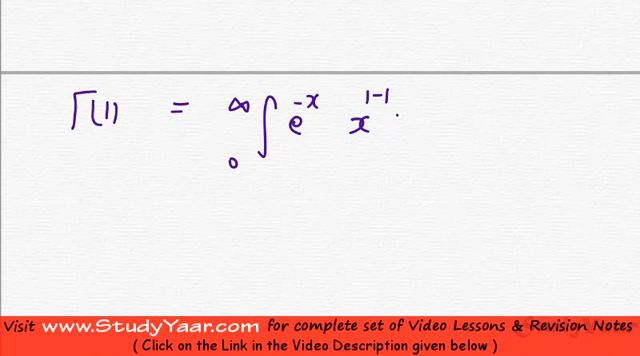 Γ(1) = ∞∫0 e^-x x^1-1 .
Visit www.StudyYaar.com for complete set of Video Lessons & Revision Notes
( Click on the Link in the Video Description given below )